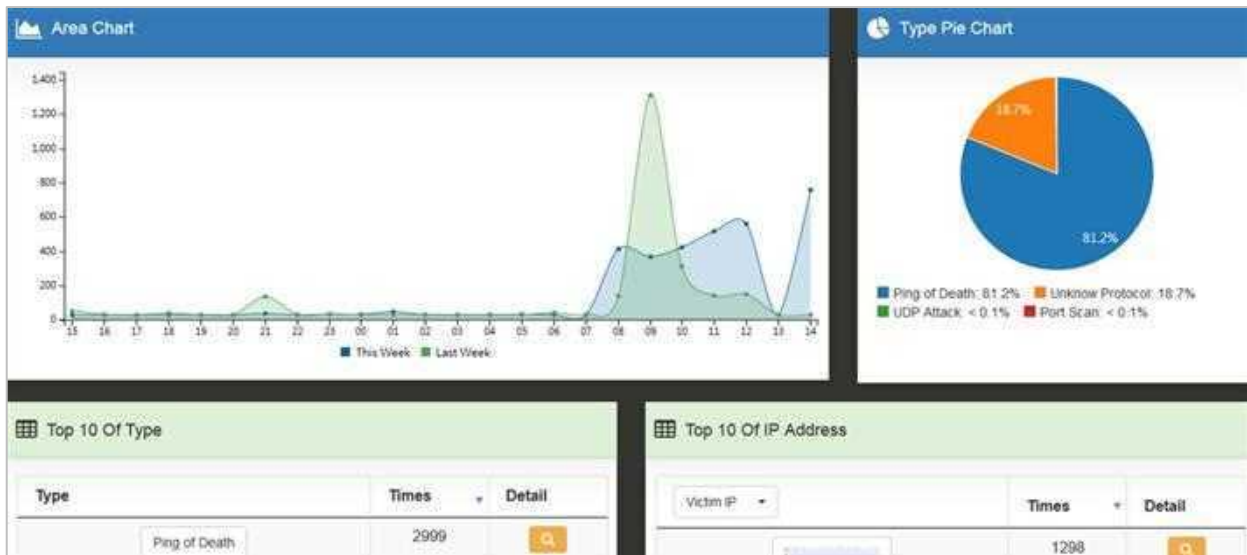 Area Chart
1,400
1,200
1,000
800
600
400
200
0
15 16 17 18 19 20 21 22 23 00 01 02 03 04 05 06 07 08 09 10 11 12 13 14
This Week Last Week
Type Pie Chart
18.7%
81.2%
Ping of Death: 81.2% Unknow Protocol: 18.7%
UDP Attack: < 0.1% Port Scan: < 0.1%
Top 10 Of Type
Type Times Detail
Ping of Death 2999
Top 10 Of IP Address
Victim IP Times Detail
1298